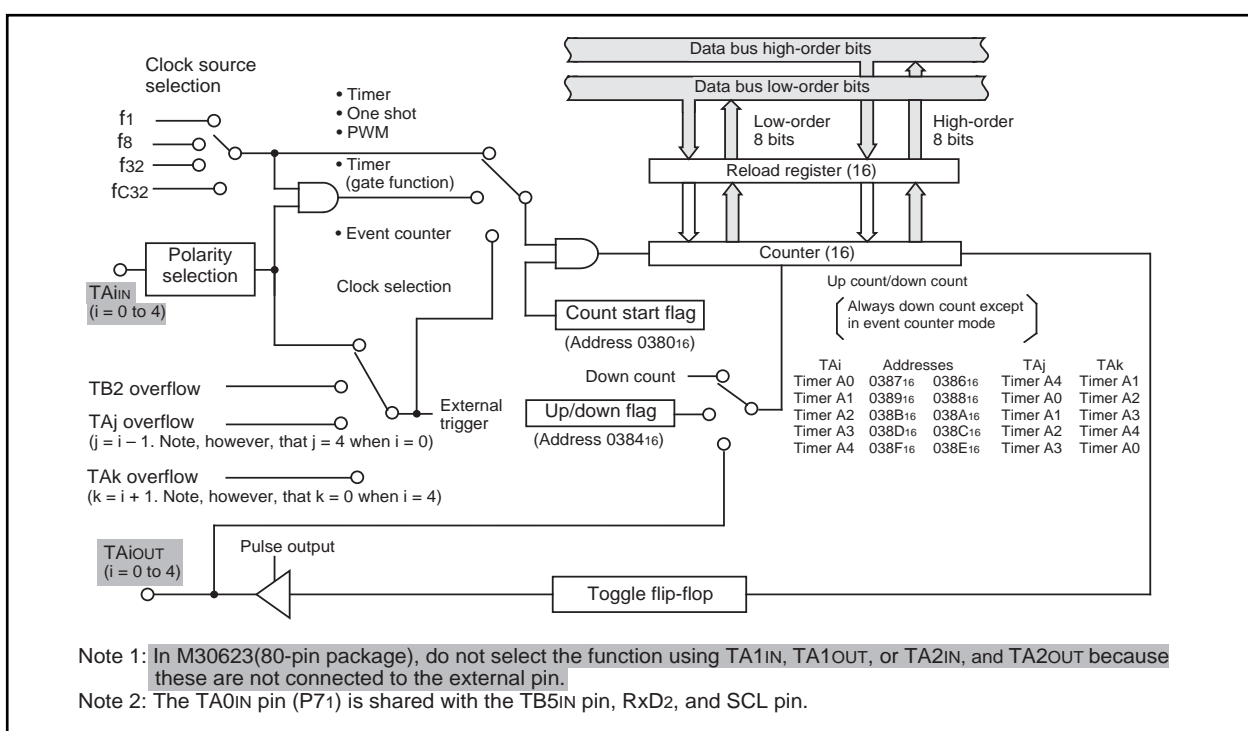 Data bus high-order bits
Data bus low-order bits
Clock source
selection
f1
f8
f32
fC32
• Timer
• One shot
• PWM
• Timer
(gate function)
• Event counter
Low-order
8 bits
High-order
8 bits
Reload register (16)
Counter (16)
Polarity
selection
TAiIN
(i = 0 to 4)
Clock selection
Count start flag
(Address 038016)
Up count/down count
Always down count except
in event counter mode
TB2 overflow
TAj overflow
(j = i – 1. Note, however, that j = 4 when i = 0)
TAk overflow
(k = i + 1. Note, however, that k = 0 when i = 4)
External
trigger
Down count
Up/down flag
(Address 038416)
TAi Addresses TAj TAk
Timer A0 038716 038616 Timer A4 Timer A1
Timer A1 038916 038816 Timer A0 Timer A2
Timer A2 038B16 038A16 Timer A1 Timer A3
Timer A3 038D16 038C16 Timer A2 Timer A4
Timer A4 038F16 038E16 Timer A3 Timer A0
TAiOUT
(i = 0 to 4)
Pulse output
Toggle flip-flop
Note 1: In M30623(80-pin package), do not select the function using TA1IN, TA1OUT, or TA2IN, and TA2OUT because
these are not connected to the external pin.
Note 2: The TA0IN pin (P71) is shared with the TB5IN pin, RxD2, and SCL pin.